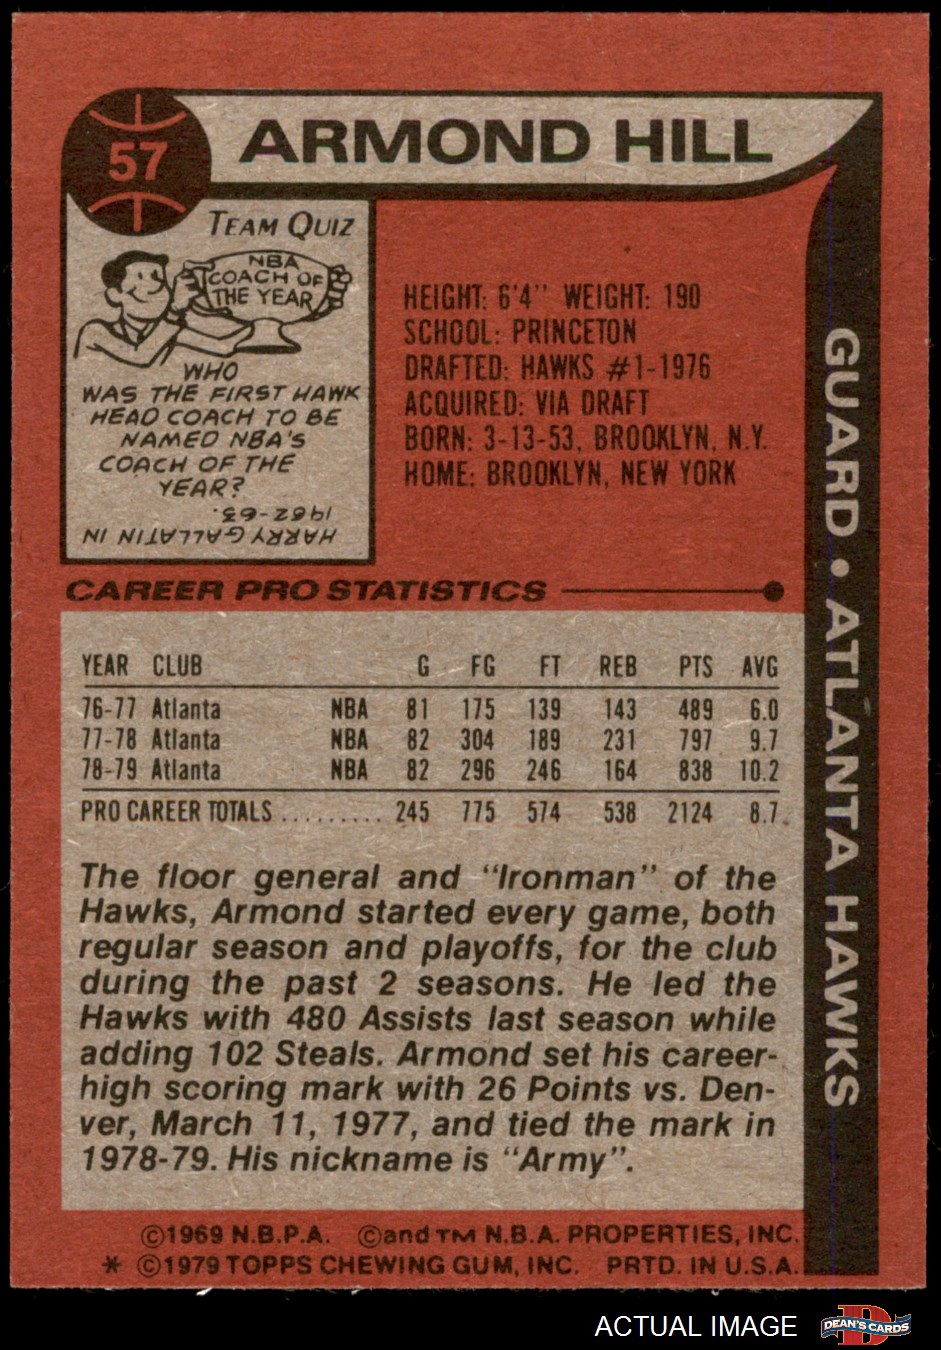 57
ARMOND HILL
TEAM QUIZ
NBA
COACH OF
THE YEAR
WHO
WAS THE FIRST HAWK
HEAD COACH TO BE
NAMED NBA'S
COACH OF THE
YEAR?
HARRY GALLATIN IN
1962-63.
HEIGHT: 6'4" WEIGHT: 190
SCHOOL: PRINCETON
DRAFTED: HAWKS #1-1976
ACQUIRED: VIA DRAFT
BORN: 3-13-53, BROOKLYN, N.Y.
HOME: BROOKLYN, NEW YORK
GUARD • ATLANTA HAWKS
CAREER PRO STATISTICS
YEAR CLUB G FG FT REB PTS AVG
76-77 Atlanta NBA 81 175 139 143 489 6.0
77-78 Atlanta NBA 82 304 189 231 797 9.7
78-79 Atlanta NBA 82 296 246 164 838 10.2
PRO CAREER TOTALS ......... 245 775 574 538 2124 8.7
The floor general and "Ironman" of the
Hawks, Armond started every game, both
regular season and playoffs, for the club
during the past 2 seasons. He led the
Hawks with 480 Assists last season while
adding 102 Steals. Armond set his career-
high scoring mark with 26 Points vs. Den-
ver, March 11, 1977, and tied the mark in
1978-79. His nickname is "Army".
©1969 N.B.P.A. ©and TM N.B.A. PROPERTIES, INC.
* ©1979 TOPPS CHEWING GUM, INC. PRTD. IN U.S.A.
ACTUAL IMAGE
D
DEAN'S CARDS